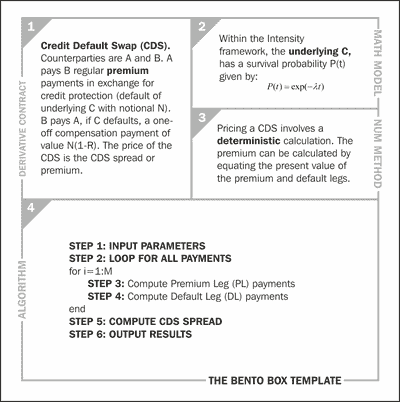 1
Credit Default Swap (CDS).
Counterparties are A and B. A
pays B regular premium
payments in exchange for
credit protection (default of
underlying C with notional N).
B pays A, if C defaults, a one-
off compensation payment of
value N(1-R). The price of the
CDS is the CDS spread or
premium.
DERIVATIVE CONTRACT
2
Within the Intensity
framework, the underlying C,
has a survival probability P(t)
given by:
P(t) = exp(−λt)
MATH MODEL
3
Pricing a CDS involves a
deterministic calculation. The
premium can be calculated by
equating the present value of
the premium and default legs.
NUM METHOD
4
STEP 1: INPUT PARAMETERS
STEP 2: LOOP FOR ALL PAYMENTS
for i=1:M
STEP 3: Compute Premium Leg (PL) payments
STEP 4: Compute Default Leg (DL) payments
end
STEP 5: COMPUTE CDS SPREAD
STEP 6: OUTPUT RESULTS
ALGORITHM
THE BENTO BOX TEMPLATE